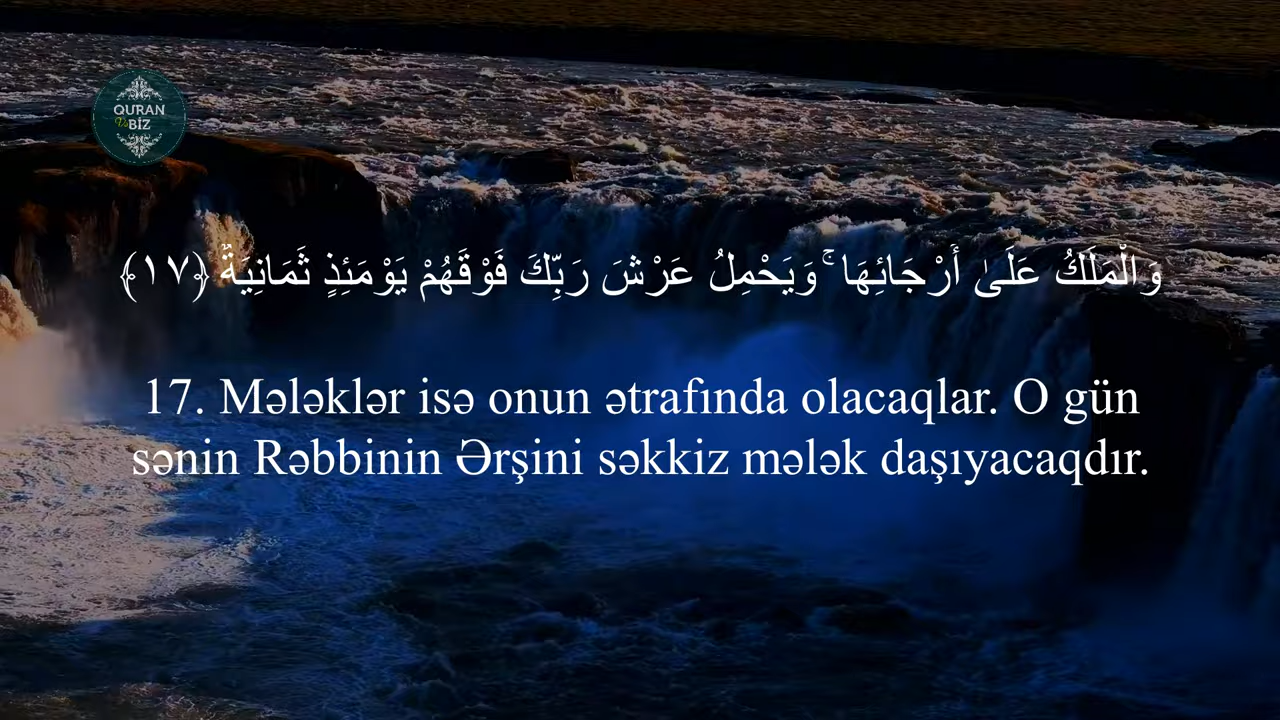 QURAN
Və BİZ
وَالْمَلَكُ عَلَىٰ أَرْجَائِهَا ۚ وَيَحْمِلُ عَرْشَ رَبِّكَ فَوْقَهُمْ يَوْمَئِذٍ ثَمَانِيَةٌ ﴿١٧﴾
17. Mələklər isə onun ətrafında olacaqlar. O gün
sənin Rəbbinin Ərşini səkkiz mələk daşıyacaqdır.